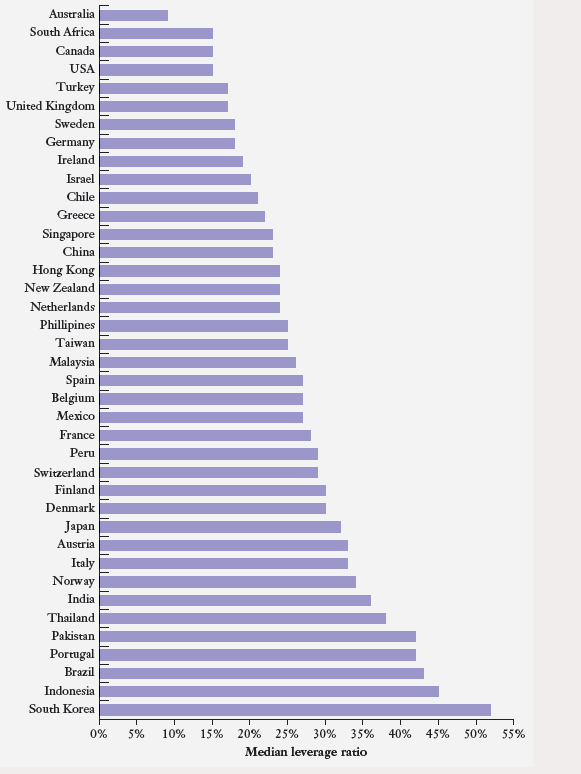 Australia
South Africa
Canada
USA
Turkey
United Kingdom
Sweden
Germany
Ireland
Israel
Chile
Greece
Singapore
China
Hong Kong
New Zealand
Netherlands
Phillipines
Taiwan
Malaysia
Spain
Belgium
Mexico
France
Peru
Switzerland
Finland
Denmark
Japan
Austria
Italy
Norway
India
Thailand
Pakistan
Portugal
Brazil
Indonesia
South Korea
0% 5% 10% 15% 20% 25% 30% 35% 40% 45% 50% 55%
Median leverage ratio